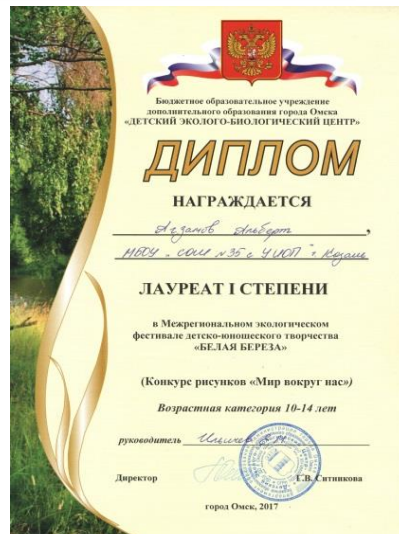 Бюджетное образовательное учреждение
дополнительного образования города Омска
«ДЕТСКИЙ ЭКОЛОГО-БИОЛОГИЧЕСКИЙ ЦЕНТР»
ДИПЛОМ
НАГРАЖДАЕТСЯ
Агзамов Альберт,
МБОУ "СОШ №35 с УИОП" г. Казань
ЛАУРЕАТ I СТЕПЕНИ
в Межрегиональном экологическом
фестивале детско-юношеского творчества
«БЕЛАЯ БЕРЕЗА»
(Конкурс рисунков «Мир вокруг нас»)
Возрастная категория 10-14 лет
руководитель
Директор Г.В. Ситникова
город Омск, 2017